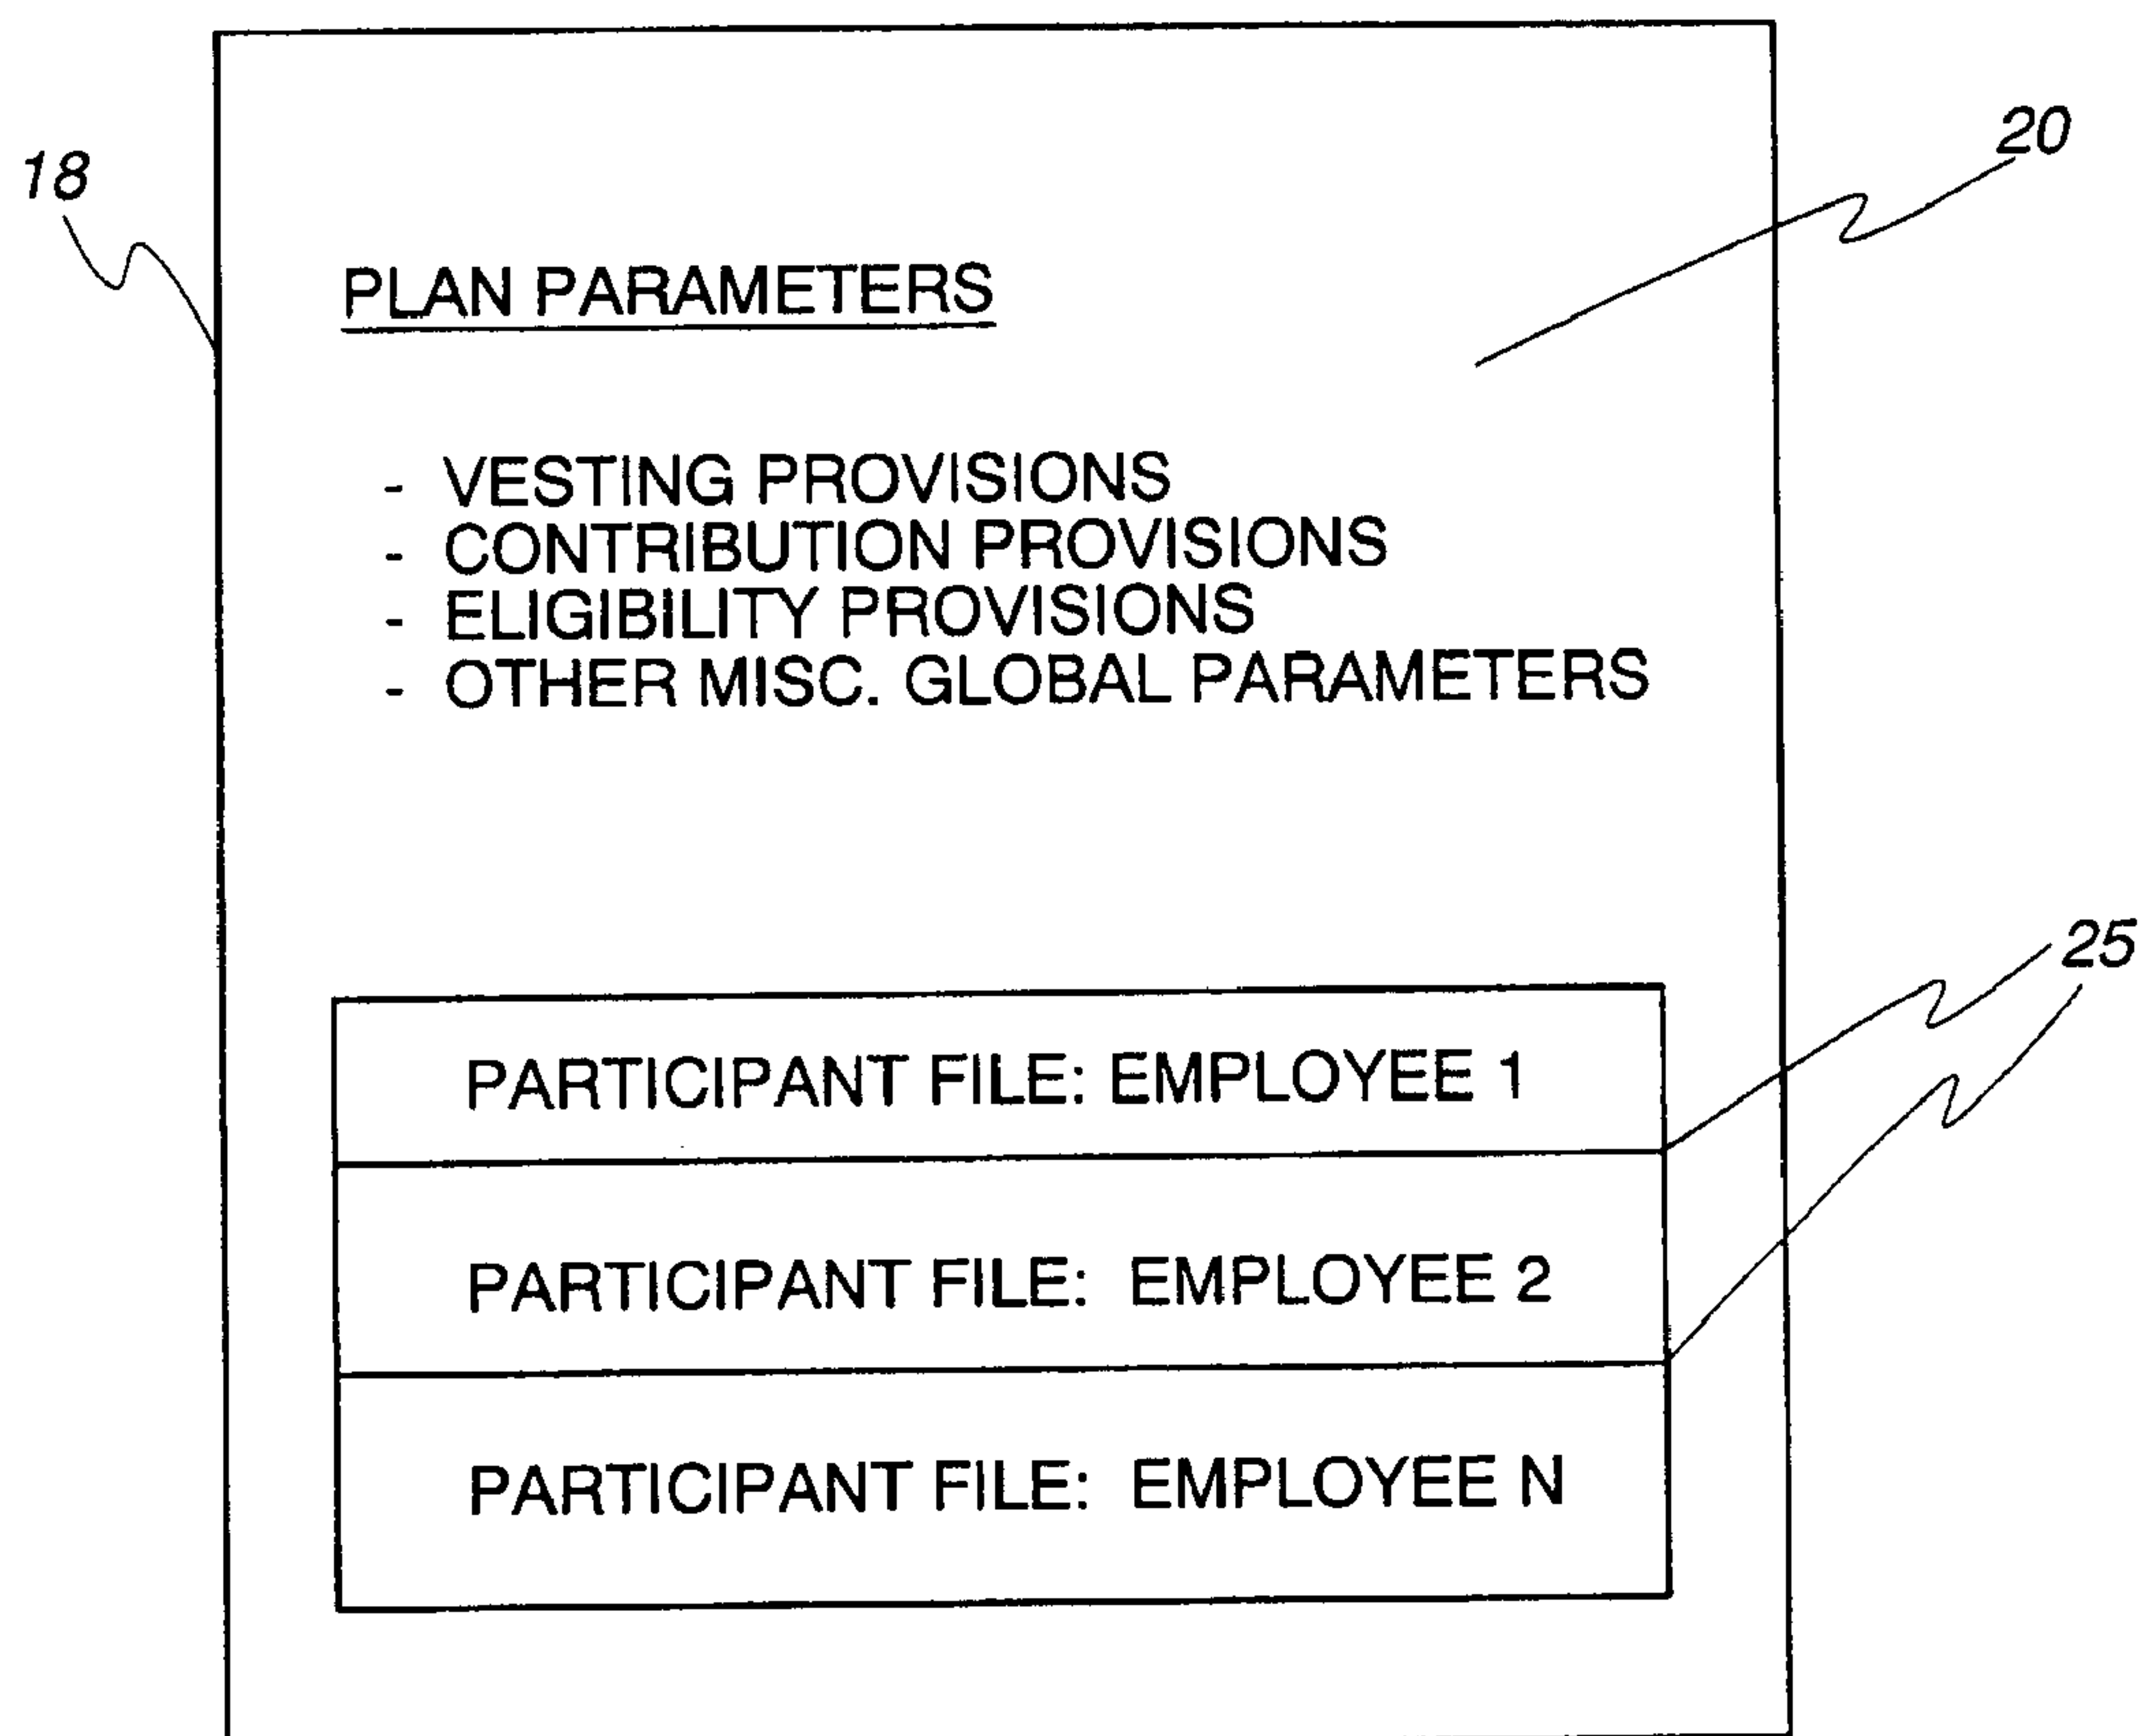 20
18
PLAN PARAMETERS
- VESTING PROVISIONS
- CONTRIBUTION PROVISIONS
- ELIGIBILITY PROVISIONS
- OTHER MISC. GLOBAL PARAMETERS
25
PARTICIPANT FILE: EMPLOYEE 1
PARTICIPANT FILE: EMPLOYEE 2
PARTICIPANT FILE: EMPLOYEE N